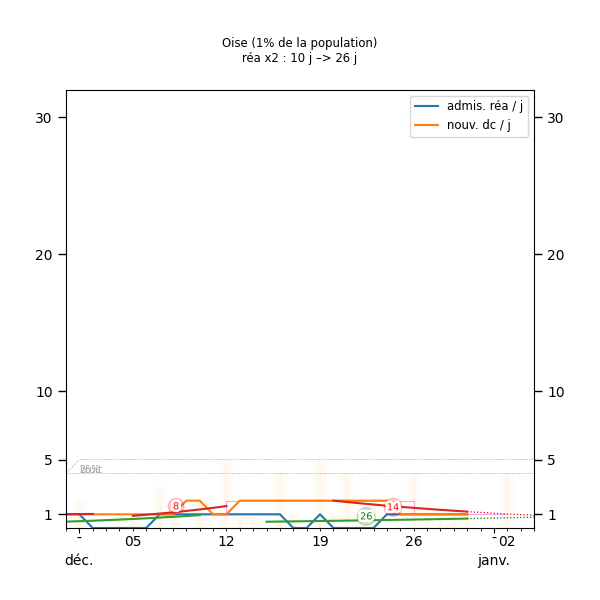 Oise (1% de la population)
réa x2 : 10 j –> 26 j
admis. réa / j
nouv. dc / j
30 30
20 20
10 10
5 5
1 1
8
14
26
- 05 12 19 26 - 02
déc. janv.